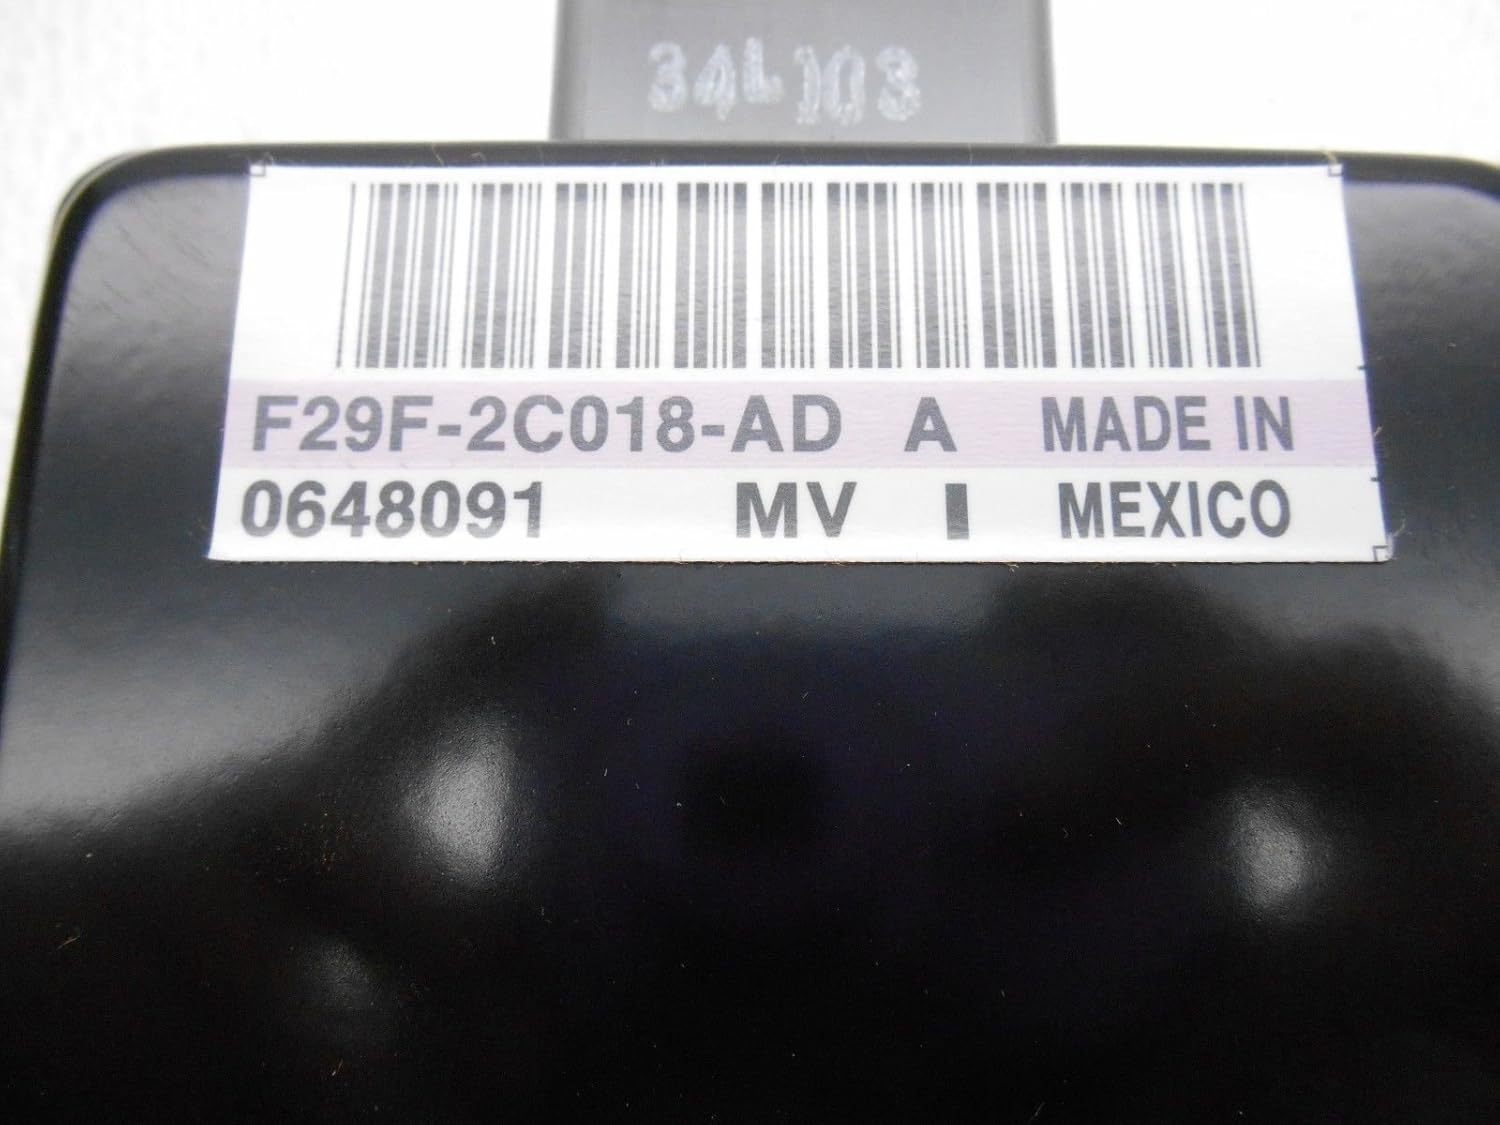 34L103
F29F-2C018-AD A MADE IN
0648091 MV I MEXICO